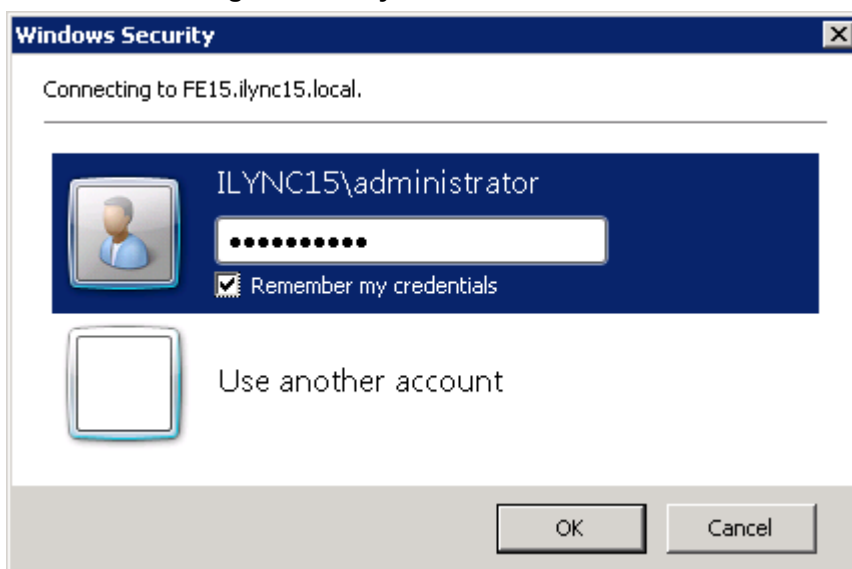 Windows Security
Connecting to FE15.ilync15.local.
ILYNC15\administrator
●●●●●●●●●●
Remember my credentials
Use another account
OK
Cancel